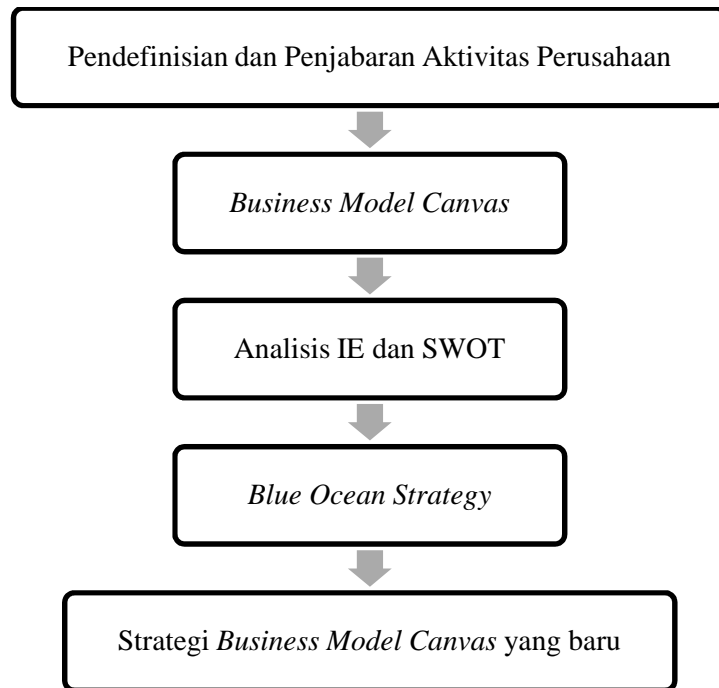 Pendefinisian dan Penjabaran Aktivitas Perusahaan
Business Model Canvas
Analisis IE dan SWOT
Blue Ocean Strategy
Strategi Business Model Canvas yang baru